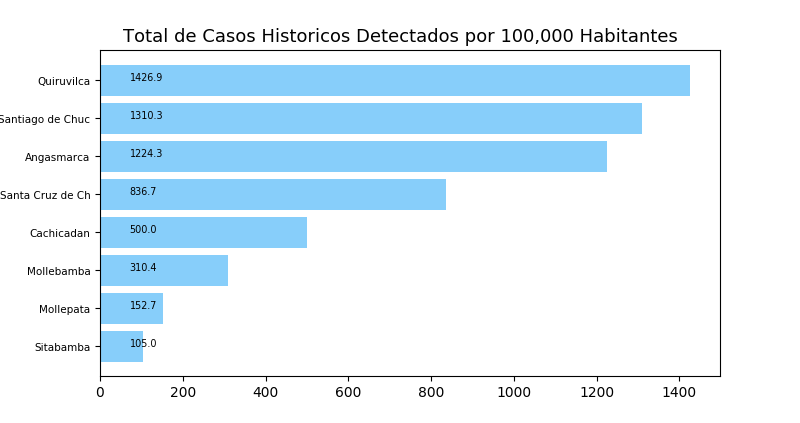 Total de Casos Historicos Detectados por 100,000 Habitantes
Quiruvilca 1426.9
Santiago de Chuc 1310.3
Angasmarca 1224.3
Santa Cruz de Ch 836.7
Cachicadan 500.0
Mollebamba 310.4
Mollepata 152.7
Sitabamba 105.0
0 200 400 600 800 1000 1200 1400